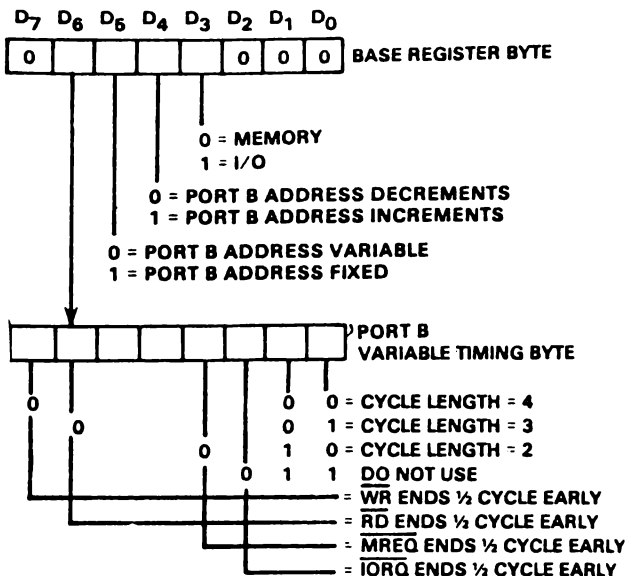 D7 D6 D5 D4 D3 D2 D1 D0
0 0 0 0 BASE REGISTER BYTE
0 = MEMORY
1 = I/O
0 = PORT B ADDRESS DECREMENTS
1 = PORT B ADDRESS INCREMENTS
0 = PORT B ADDRESS VARIABLE
1 = PORT B ADDRESS FIXED
PORT B
VARIABLE TIMING BYTE
0 0 0 = CYCLE LENGTH = 4
0 0 1 = CYCLE LENGTH = 3
0 1 0 = CYCLE LENGTH = 2
0 1 1 DO NOT USE
= WR ENDS ½ CYCLE EARLY
= RD ENDS ½ CYCLE EARLY
= MREQ ENDS ½ CYCLE EARLY
= IORQ ENDS ½ CYCLE EARLY